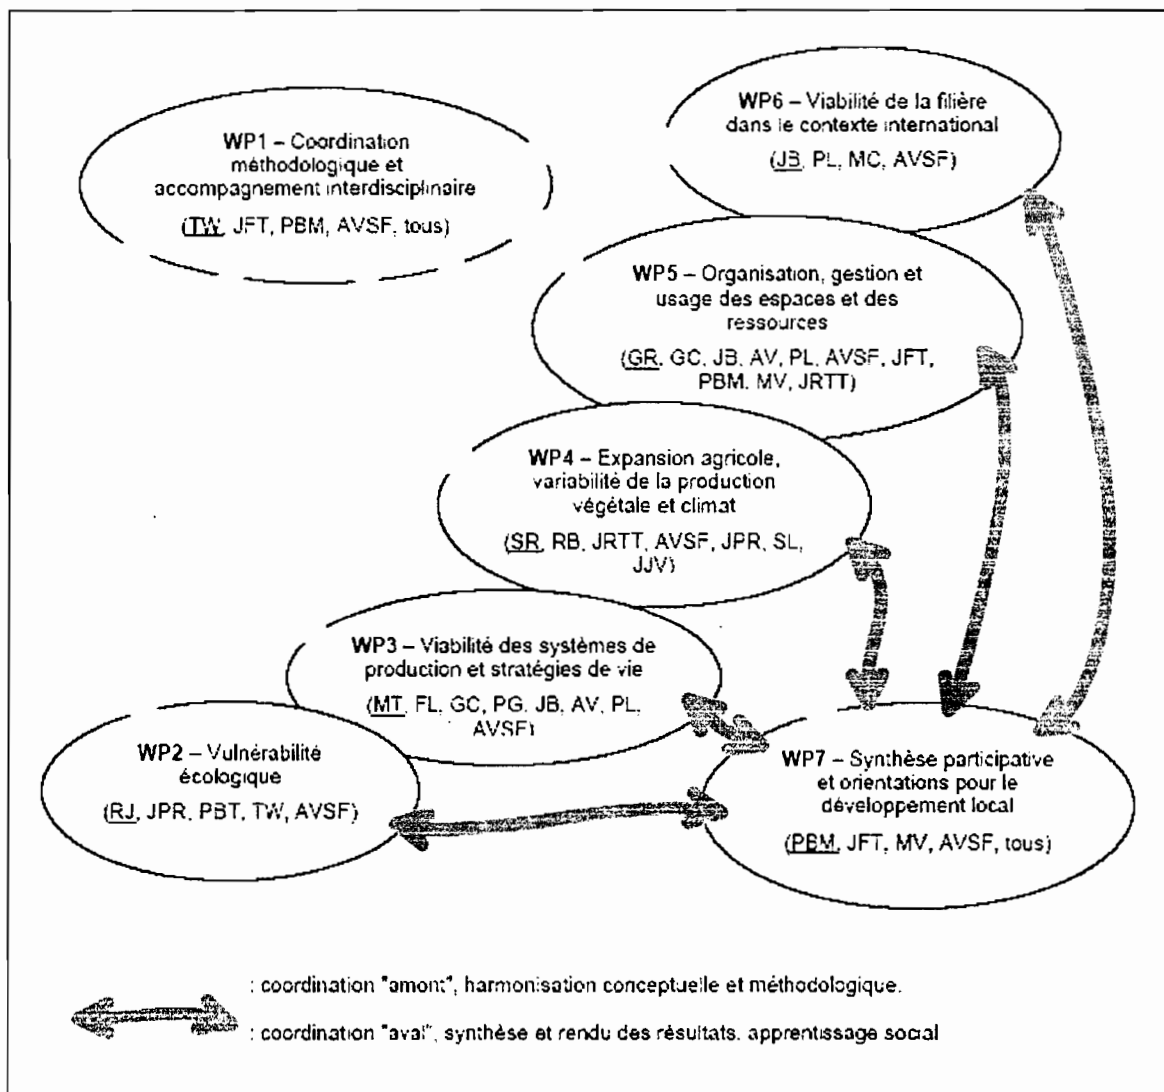 WP6 – Viabilité de la filière
dans le contexte international
(JB, PL, MC, AVSF)
WP1 – Coordination
méthodologique et
accompagnement interdisciplinaire
(TW, JFT, PBM, AVSF, tous)
WP5 – Organisation, gestion et
usage des espaces et des
ressources
(GR, GC, JB, AV, PL, AVSF, JFT,
PBM, MV, JRTT)
WP4 – Expansion agricole,
variabilité de la production
végétale et climat
(SR, RB, JRTT, AVSF, JPR, SL,
JJV)
WP3 – Viabilité des systèmes de
production et stratégies de vie
(MT, FL, GC, PG, JB, AV, PL,
AVSF)
WP2 – Vulnérabilité
écologique
(RJ, JPR, PBT, TW, AVSF)
WP7 – Synthèse participative
et orientations pour le
développement local
(PBM, JFT, MV, AVSF, tous)
: coordination "amont", harmonisation conceptuelle et méthodologique.
: coordination "aval", synthèse et rendu des résultats, apprentissage social